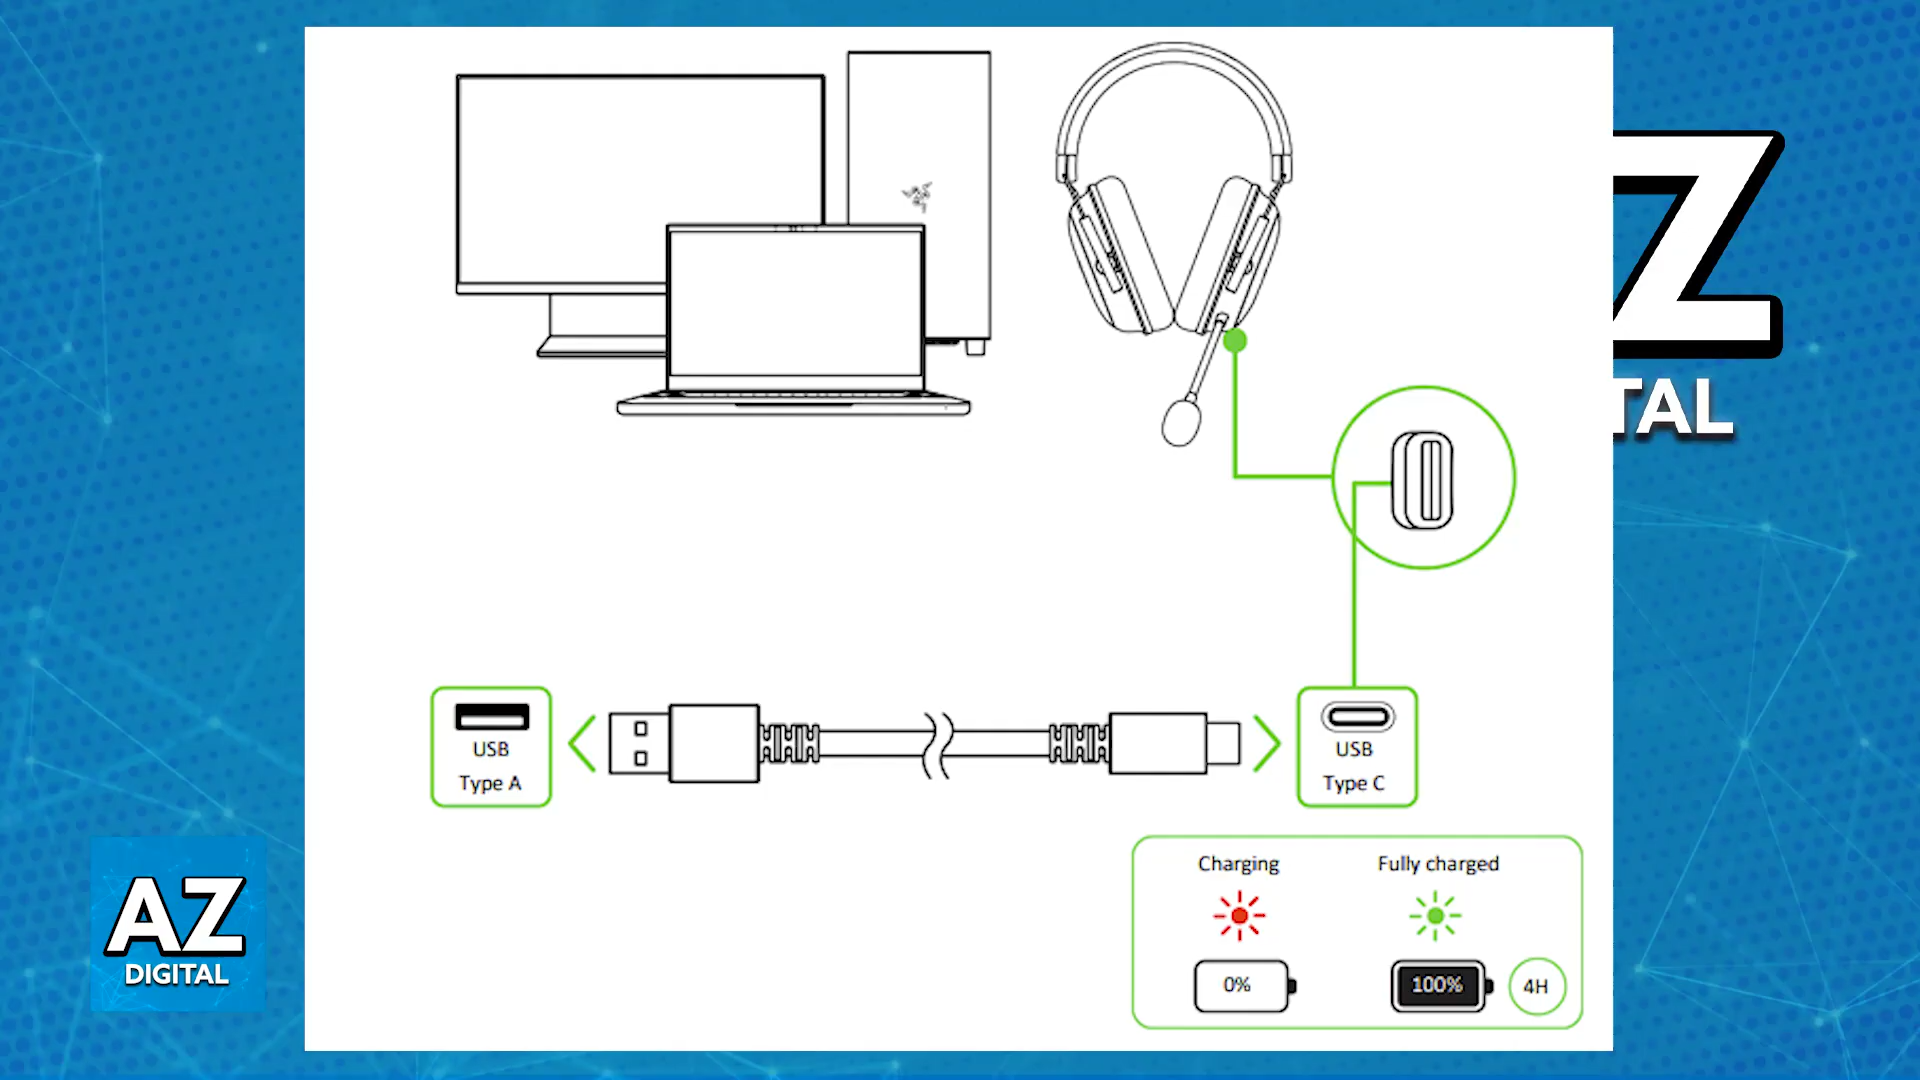 Z
TAL
USB
Type A
USB
Type C
Charging
Fully charged
0%
100%
4H
AZ
DIGITAL